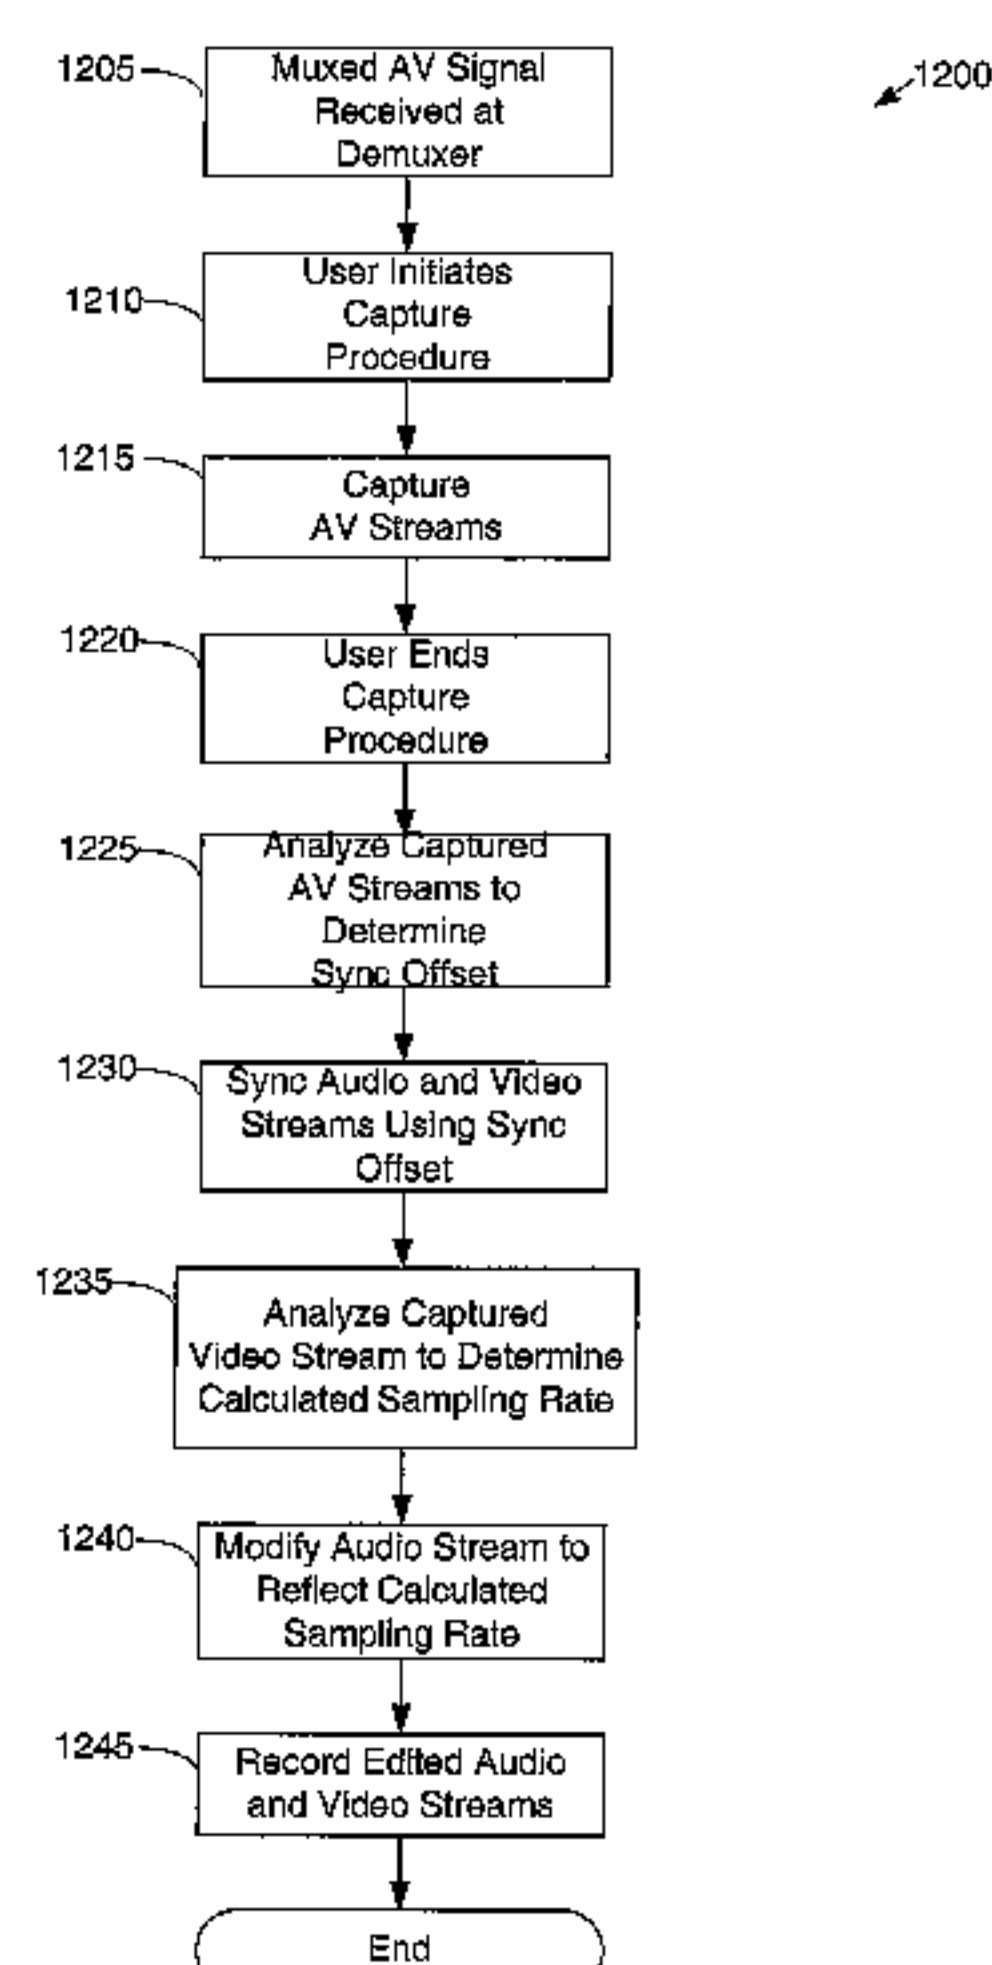 1200
1205
Muxed AV Signal
Received at
Demuxer
1210
User Initiates
Capture
Procedure
1215
Capture
AV Streams
1220
User Ends
Capture
Procedure
1225
Analyze Captured
AV Streams to
Determine
Sync Offset
1230
Sync Audio and Video
Streams Using Sync
Offset
1235
Analyze Captured
Video Stream to Determine
Calculated Sampling Rate
1240
Modify Audio Stream to
Reflect Calculated
Sampling Rate
1245
Record Edited Audio
and Video Streams
End